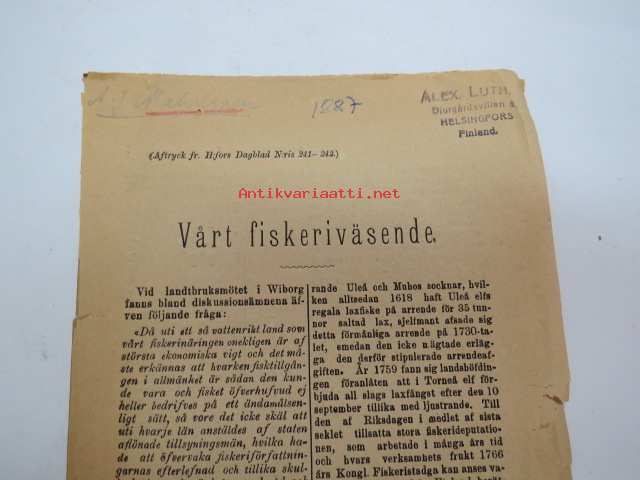 Malmgren
1887
ALEX. LUTH,
Djurgårdsvillan 4
HELSINGFORS
Finland.
(Aftryck fr. H:fors Dagblad N:ris 241—242.)
Antikvariaatti.net
Vårt fiskeriväsende.
Vid landtbruksmötet i Wiborg
fanns bland diskussionsämnena äf-
ven följande fråga:
«Då uti ett så vattenrikt land som
vårt fiskerinäringen onekligen är af
största ekonomiska vigt och det må-
ste erkännas att hvarken fisktillgån-
gen i allmänhet är sådan den kun-
de vara och fisket öfverhufvud ej
heller bedrifves på ett ändamålsen-
ligt sätt, så vore det icke skäl att
uti hvarje län anstäldes af staten
aflönade tillsyningsmän, hvilka ha-
de att öfvervaka fiskeriförfattnin-
garnas efterlefnad och tillika skul-
rande Uleå och Muhos socknar, hvil-
ken alltsedan 1618 haft Uleå elfs
regala laxfiske på arrende för 35 tun-
nor saltad lax, sjelfmant afsade sig
detta förmånliga arrende på 1730-ta-
let, emedan den icke mägtade erläg-
ga den derför stipulerade arrendeaf-
giften. År 1759 fann sig landshöfdin-
gen föranlåten att i Torneå elf för-
bjuda all slags laxfångst efter den 10
september tillika med ljustrande. Till
den af Riksdagen i medlet af sista
seklet tillsatta stora fiskerideputatio-
nen, som arbetade i många års tid
och hvars verksamhets frukt 1766
års Kongl. Fiskeristadga kan anses va-